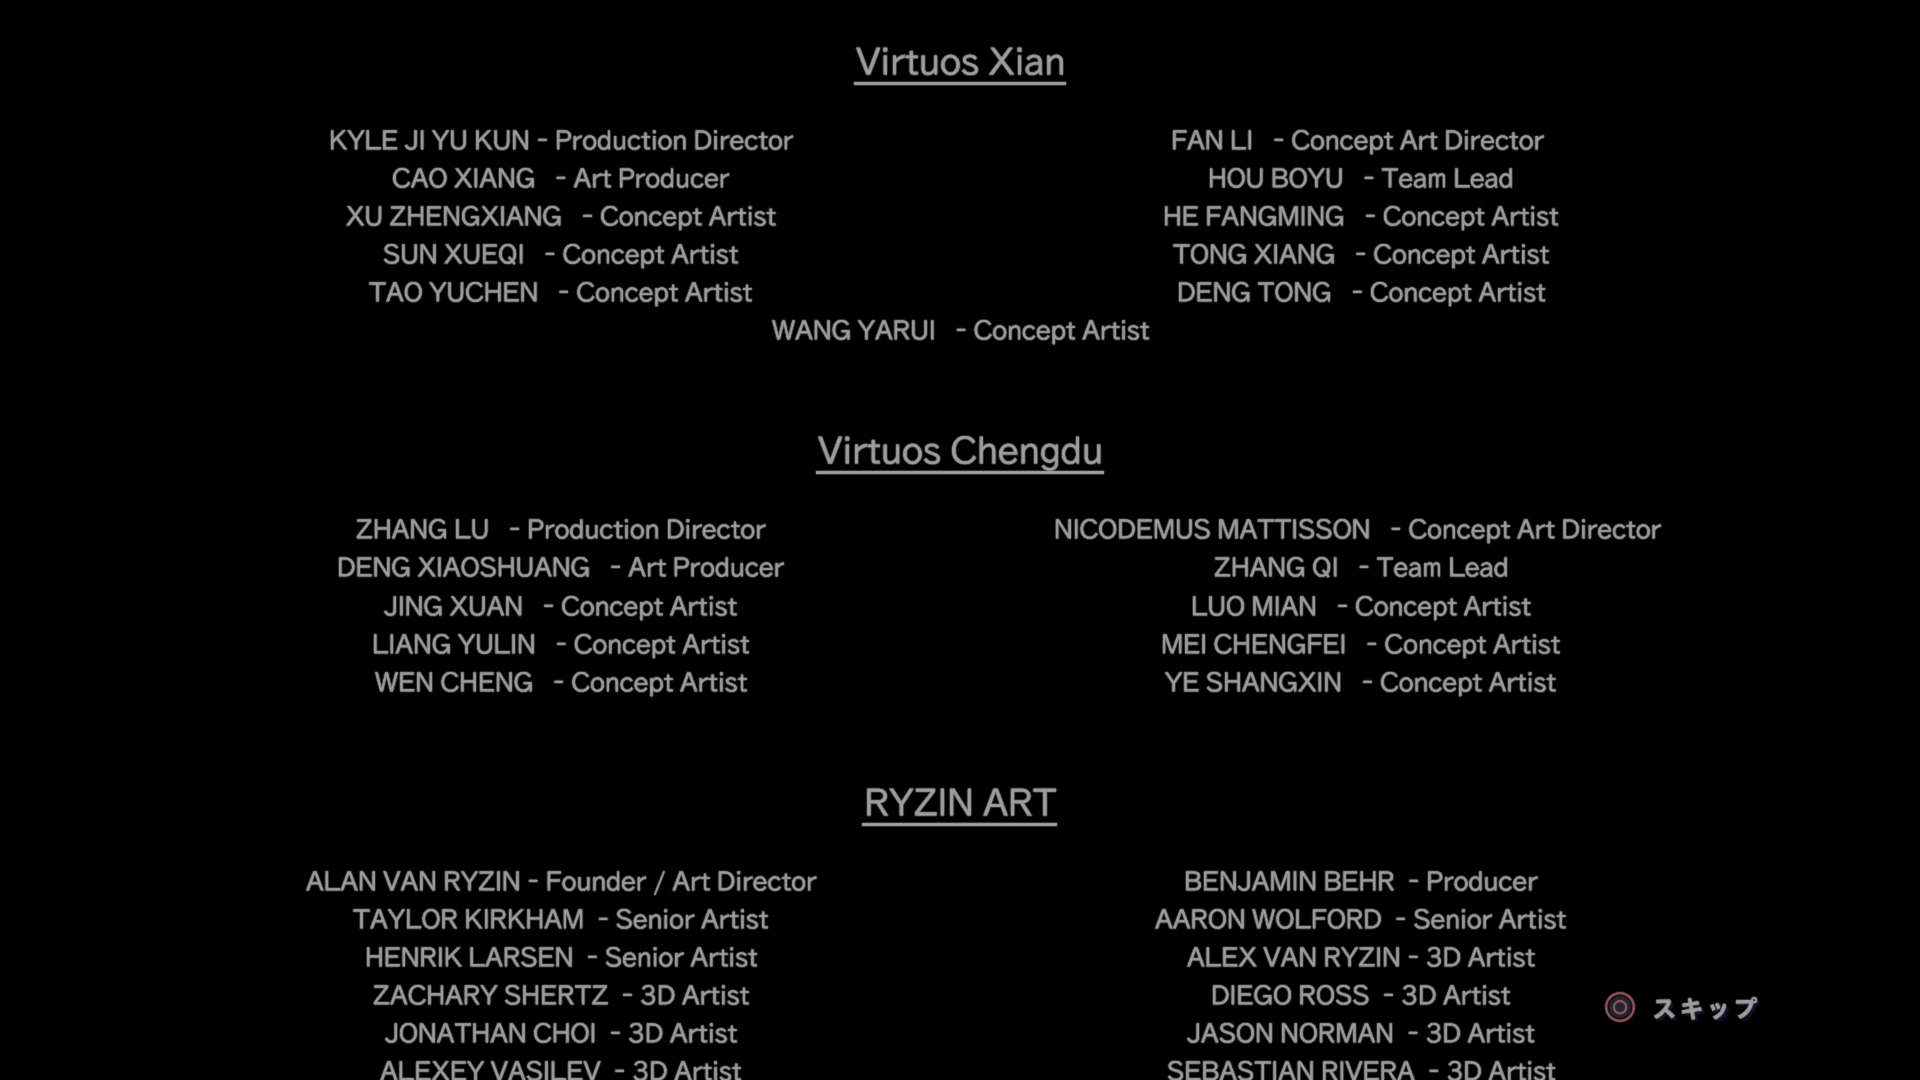 Virtuos Xian
KYLE JI YU KUN - Production Director
FAN LI - Concept Art Director
CAO XIANG - Art Producer
HOU BOYU - Team Lead
XU ZHENGXIANG - Concept Artist
HE FANGMING - Concept Artist
SUN XUEQI - Concept Artist
TONG XIANG - Concept Artist
TAO YUCHEN - Concept Artist
DENG TONG - Concept Artist
WANG YARUI - Concept Artist
Virtuos Chengdu
ZHANG LU - Production Director
NICODEMUS MATTISSON - Concept Art Director
DENG XIAOSHUANG - Art Producer
ZHANG QI - Team Lead
JING XUAN - Concept Artist
LUO MIAN - Concept Artist
LIANG YULIN - Concept Artist
MEI CHENGFEI - Concept Artist
WEN CHENG - Concept Artist
YE SHANGXIN - Concept Artist
RYZIN ART
ALAN VAN RYZIN - Founder / Art Director
BENJAMIN BEHR - Producer
TAYLOR KIRKHAM - Senior Artist
AARON WOLFORD - Senior Artist
HENRIK LARSEN - Senior Artist
ALEX VAN RYZIN - 3D Artist
ZACHARY SHERTZ - 3D Artist
DIEGO ROSS - 3D Artist
スキップ
JONATHAN CHOI - 3D Artist
JASON NORMAN - 3D Artist
ALEXEY VASILEV - 3D Artist
SEBASTIAN RIVERA - 3D Artist